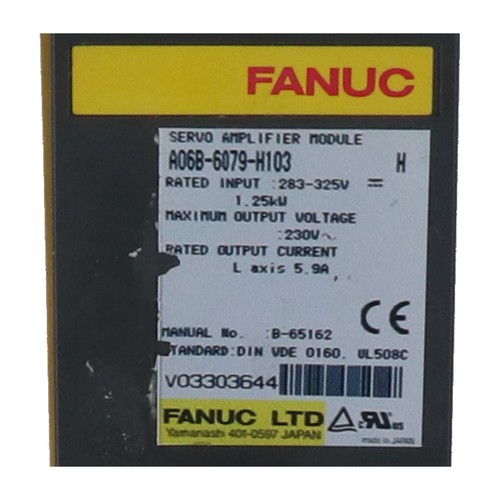 FANUC
SERVO AMPLIFIER MODULE
A06B-6079-H103 H
RATED INPUT :283-325V ⎓
1.25kW
MAXIMUM OUTPUT VOLTAGE
:230V~
RATED OUTPUT CURRENT
L axis 5.9A
CE
MANUAL No. :B-65162
STANDARD:DIN VDE 0160, UL508C
V03303644
FANUC LTD
Yamanashi 401-0597 JAPAN
c RU us
made in JAPAN